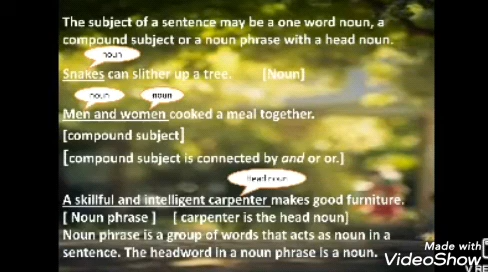 The subject of a sentence may be a one word noun, a
compound subject or a noun phrase with a head noun.
noun
Snakes can slither up a tree. [Noun]
noun noun
Men and women cooked a meal together.
[compound subject]
[compound subject is connected by and or or.]
Head noun
A skillful and intelligent carpenter makes good furniture.
[ Noun phrase ] [ carpenter is the head noun]
Noun phrase is a group of words that acts as noun in a
sentence. The headword in a noun phrase is a noun.
Made with
VideoShow